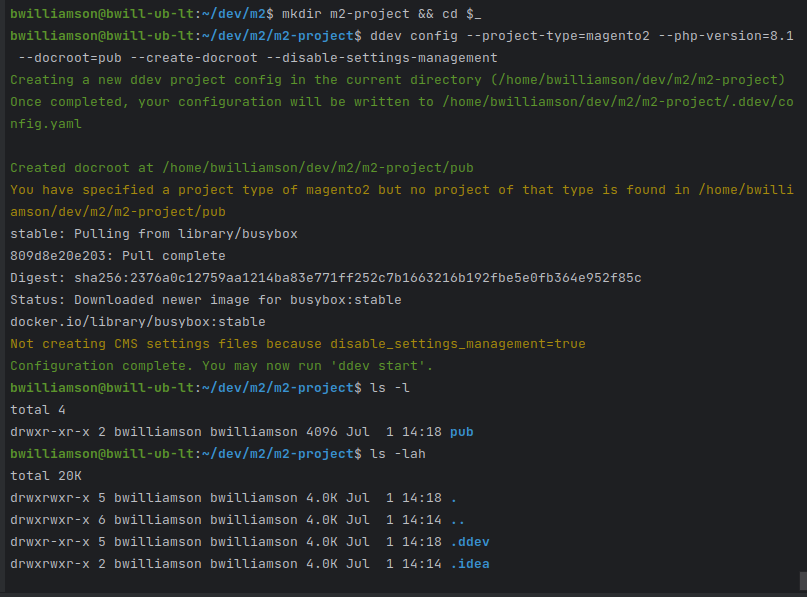 bwilliamson@bwill-ub-lt:~/dev/m2$ mkdir m2-project && cd $_
bwilliamson@bwill-ub-lt:~/dev/m2/m2-project$ ddev config --project-type=magento2 --php-version=8.1
 --docroot=pub --create-docroot --disable-settings-management
Creating a new ddev project config in the current directory (/home/bwilliamson/dev/m2/m2-project)
Once completed, your configuration will be written to /home/bwilliamson/dev/m2/m2-project/.ddev/co
nfig.yaml

Created docroot at /home/bwilliamson/dev/m2/m2-project/pub
You have specified a project type of magento2 but no project of that type is found in /home/bwilli
amson/dev/m2/m2-project/pub
stable: Pulling from library/busybox
809d8e20e203: Pull complete
Digest: sha256:2376a0c12759aa1214ba83e771ff252c7b1663216b192fbe5e0fb364e952f85c
Status: Downloaded newer image for busybox:stable
docker.io/library/busybox:stable
Not creating CMS settings files because disable_settings_management=true
Configuration complete. You may now run 'ddev start'.
bwilliamson@bwill-ub-lt:~/dev/m2/m2-project$ ls -l
total 4
drwxr-xr-x 2 bwilliamson bwilliamson 4096 Jul  1 14:18 pub
bwilliamson@bwill-ub-lt:~/dev/m2/m2-project$ ls -lah
total 20K
drwxrwxr-x 5 bwilliamson bwilliamson 4.0K Jul  1 14:18 .
drwxrwxr-x 6 bwilliamson bwilliamson 4.0K Jul  1 14:14 ..
drwxr-xr-x 5 bwilliamson bwilliamson 4.0K Jul  1 14:18 .ddev
drwxrwxr-x 2 bwilliamson bwilliamson 4.0K Jul  1 14:14 .idea